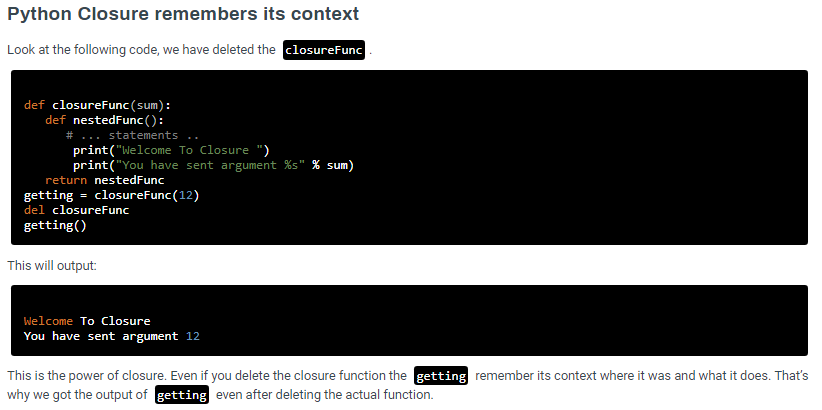 Python Closure remembers its context
Look at the following code, we have deleted the closureFunc .
def closureFunc(sum):
   def nestedFunc():
      # ... statements ..
       print("Welcome To Closure ")
       print("You have sent argument %s" % sum)
   return nestedFunc
getting = closureFunc(12)
del closureFunc
getting()
This will output:
Welcome To Closure
You have sent argument 12
This is the power of closure. Even if you delete the closure function the getting remember its context where it was and what it does. That's
why we got the output of getting even after deleting the actual function.